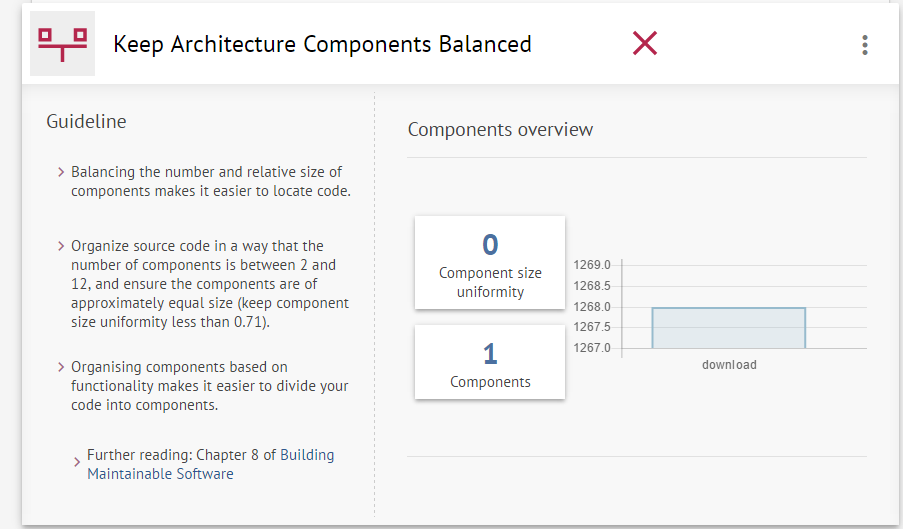 Keep Architecture Components Balanced
Guideline
Balancing the number and relative size of
components makes it easier to locate code.
Organize source code in a way that the
number of components is between 2 and
12, and ensure the components are of
approximately equal size (keep component
size uniformity less than 0.71).
Organising components based on
functionality makes it easier to divide your
code into components.
Further reading: Chapter 8 of Building
Maintainable Software
Components overview
0
Component size
uniformity
1
Components
1269.0
1268.5
1268.0
1267.5
1267.0
download